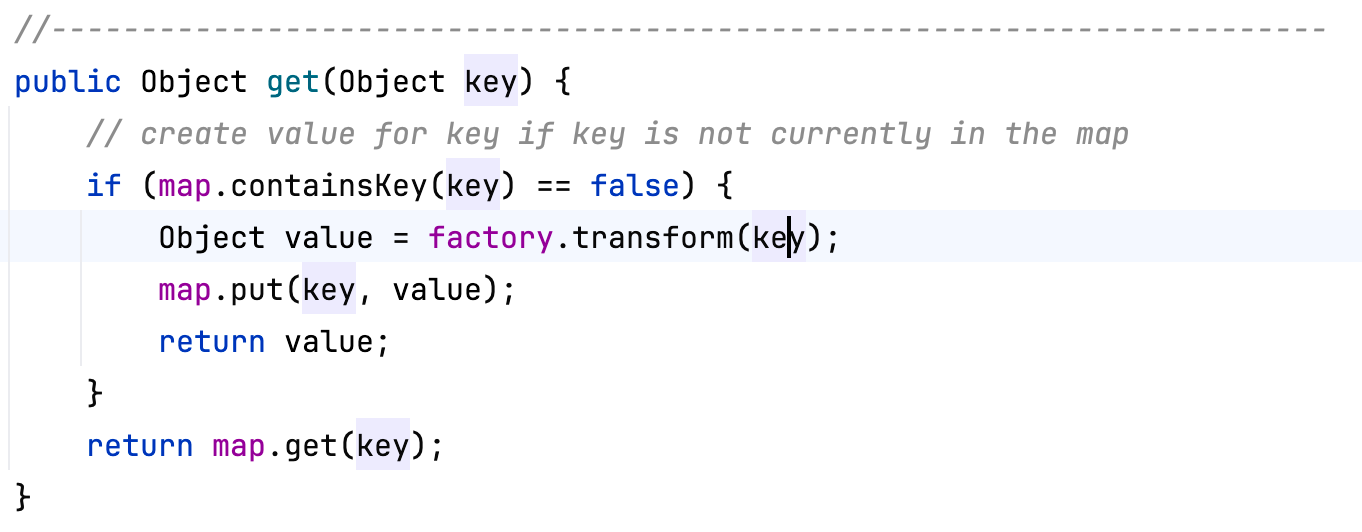 //-----------------------------------------------------------------------
public Object get(Object key) {
    // create value for key if key is not currently in the map
    if (map.containsKey(key) == false) {
        Object value = factory.transform(key);
        map.put(key, value);
        return value;
    }
    return map.get(key);
}